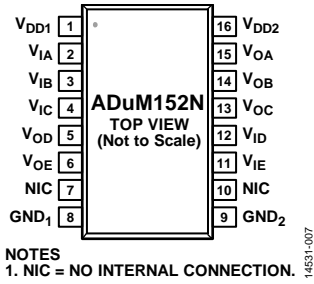 VDD1 1 16 VDD2
VIA 2 15 VOA
VIB 3 14 VOB
VIC 4 13 VOC
VOD 5 12 VID
VOE 6 11 VIE
NIC 7 10 NIC
GND1 8 9 GND2
ADuM152N
TOP VIEW
(Not to Scale)
NOTES
1. NIC = NO INTERNAL CONNECTION.
14531-007